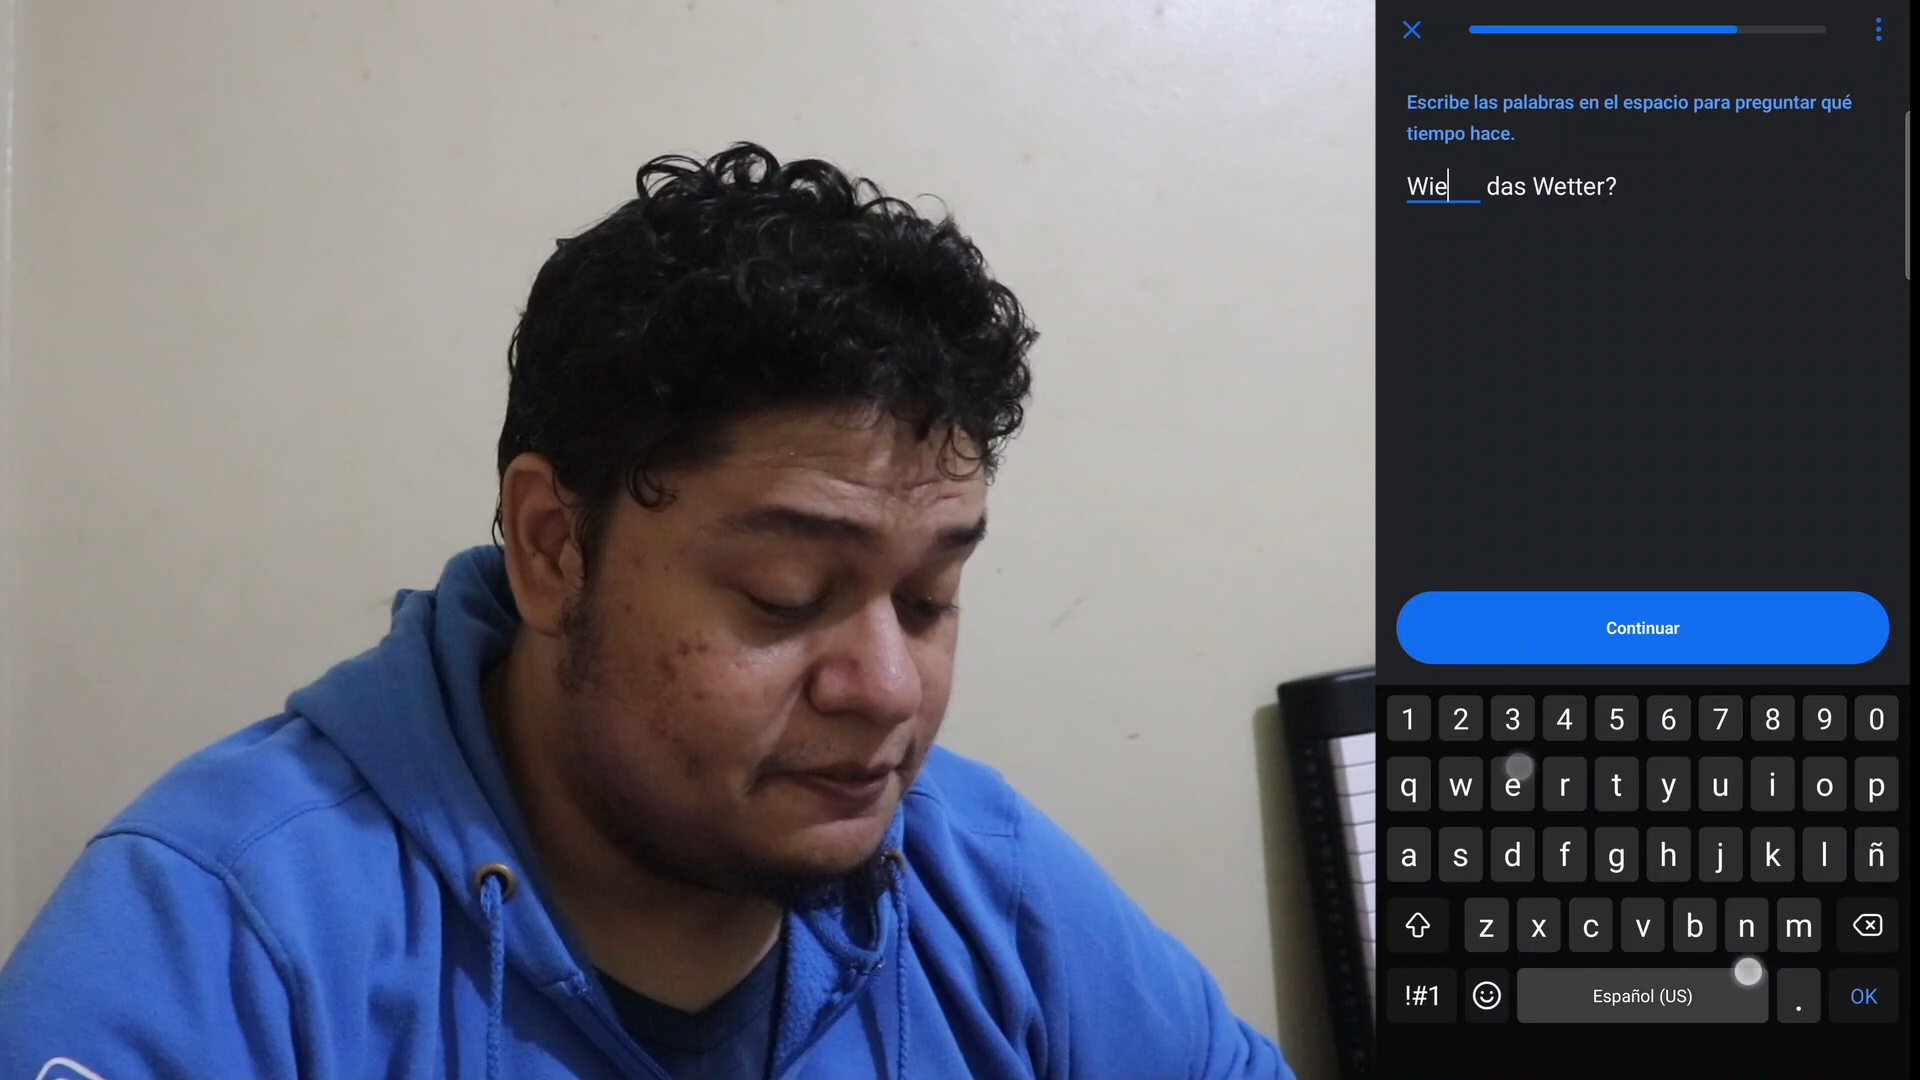 Escribe las palabras en el espacio para preguntar qué
tiempo hace.
Wie das Wetter?
Continuar
1 2 3 4 5 6 7 8 9 0
q w e r t y u i o p
a s d f g h j k l ñ
z x c v b n m
!#1 Español (US) . OK